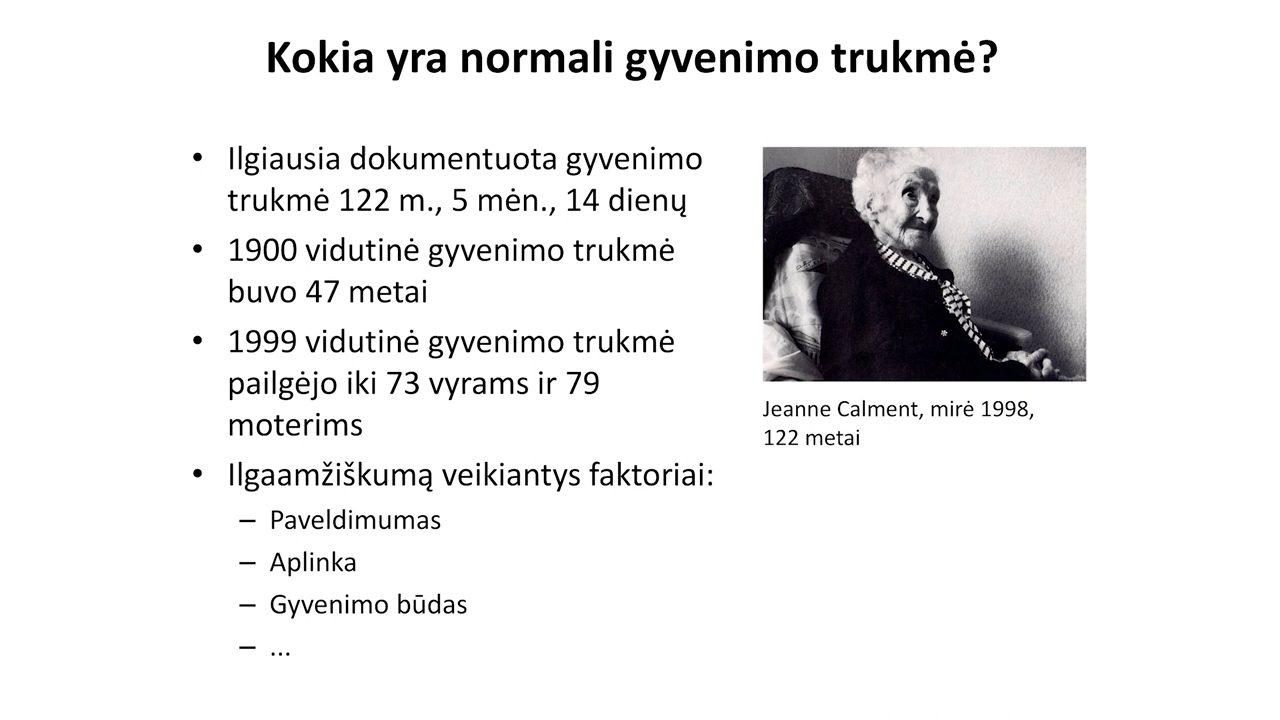 Kokia yra normali gyvenimo trukmė?
• Ilgiausia dokumentuota gyvenimo
trukmė 122 m., 5 mėn., 14 dienų
• 1900 vidutinė gyvenimo trukmė
buvo 47 metai
• 1999 vidutinė gyvenimo trukmė
pailgėjo iki 73 vyrams ir 79
moterims
• Ilgaamžiškumą veikiantys faktoriai:
– Paveldimumas
– Aplinka
– Gyvenimo būdas
– ...
Jeanne Calment, mirė 1998,
122 metai